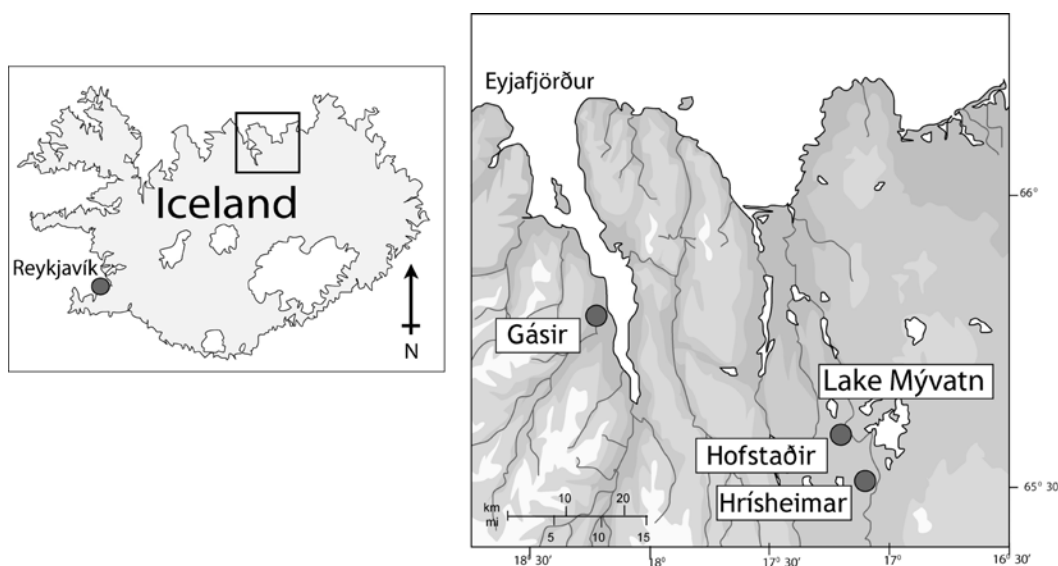 Iceland
Reykjavík
N
Eyjafjörður
66°
Gásir
Lake Mývatn
Hofstaðir
Hrísheimar
65° 30
km
10
20
mi
5
10
15
18° 30'
18°
17° 30'
17°
16° 30'